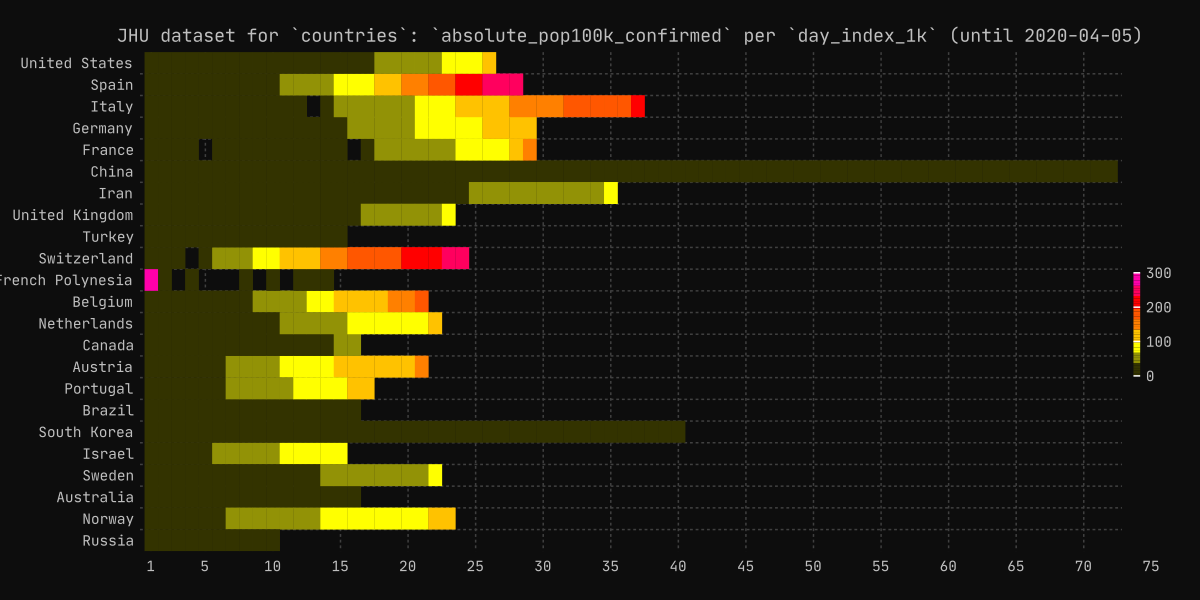 JHU dataset for `countries`: `absolute_pop100k_confirmed` per `day_index_1k` (until 2020-04-05)
United States
Spain
Italy
Germany
France
China
Iran
United Kingdom
Turkey
Switzerland
French Polynesia
Belgium
Netherlands
Canada
Austria
Portugal
Brazil
South Korea
Israel
Sweden
Australia
Norway
Russia
300
200
100
0
1 5 10 15 20 25 30 35 40 45 50 55 60 65 70 75